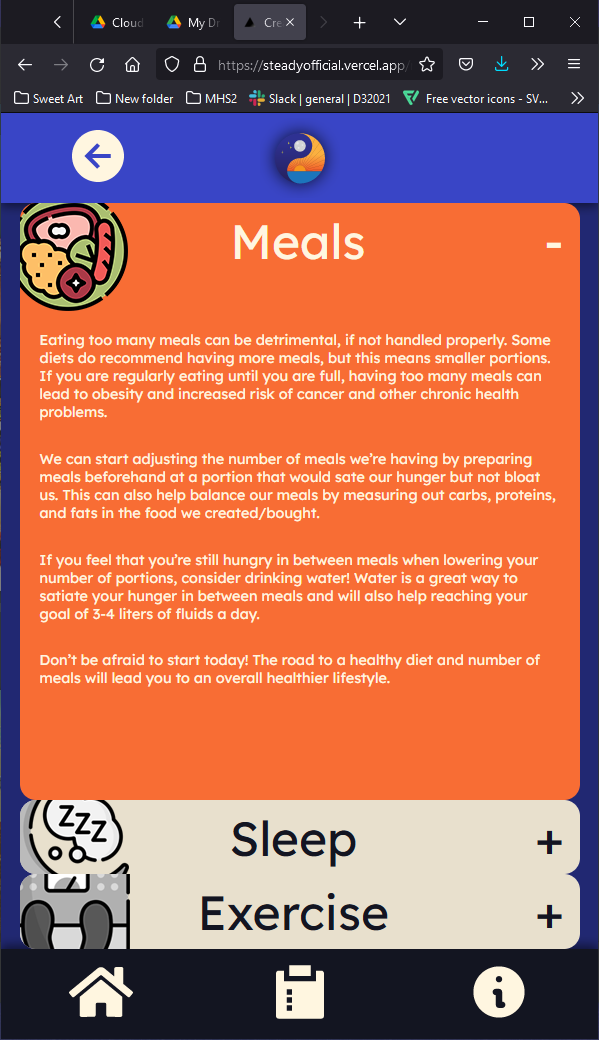 Cloud
My Dr
Cre
https://steadyofficial.vercel.app/
Sweet Art
New folder
MHS2
Slack | general | D32021
Free vector icons - SV...
Meals
-
Eating too many meals can be detrimental, if not handled properly. Some
diets do recommend having more meals, but this means smaller portions.
If you are regularly eating until you are full, having too many meals can
lead to obesity and increased risk of cancer and other chronic health
problems.
We can start adjusting the number of meals we’re having by preparing
meals beforehand at a portion that would sate our hunger but not bloat
us. This can also help balance our meals by measuring out carbs, proteins,
and fats in the food we created/bought.
If you feel that you’re still hungry in between meals when lowering your
number of portions, consider drinking water! Water is a great way to
satiate your hunger in between meals and will also help reaching your
goal of 3-4 liters of fluids a day.
Don’t be afraid to start today! The road to a healthy diet and number of
meals will lead you to an overall healthier lifestyle.
ZZZ
Sleep
+
Exercise
+